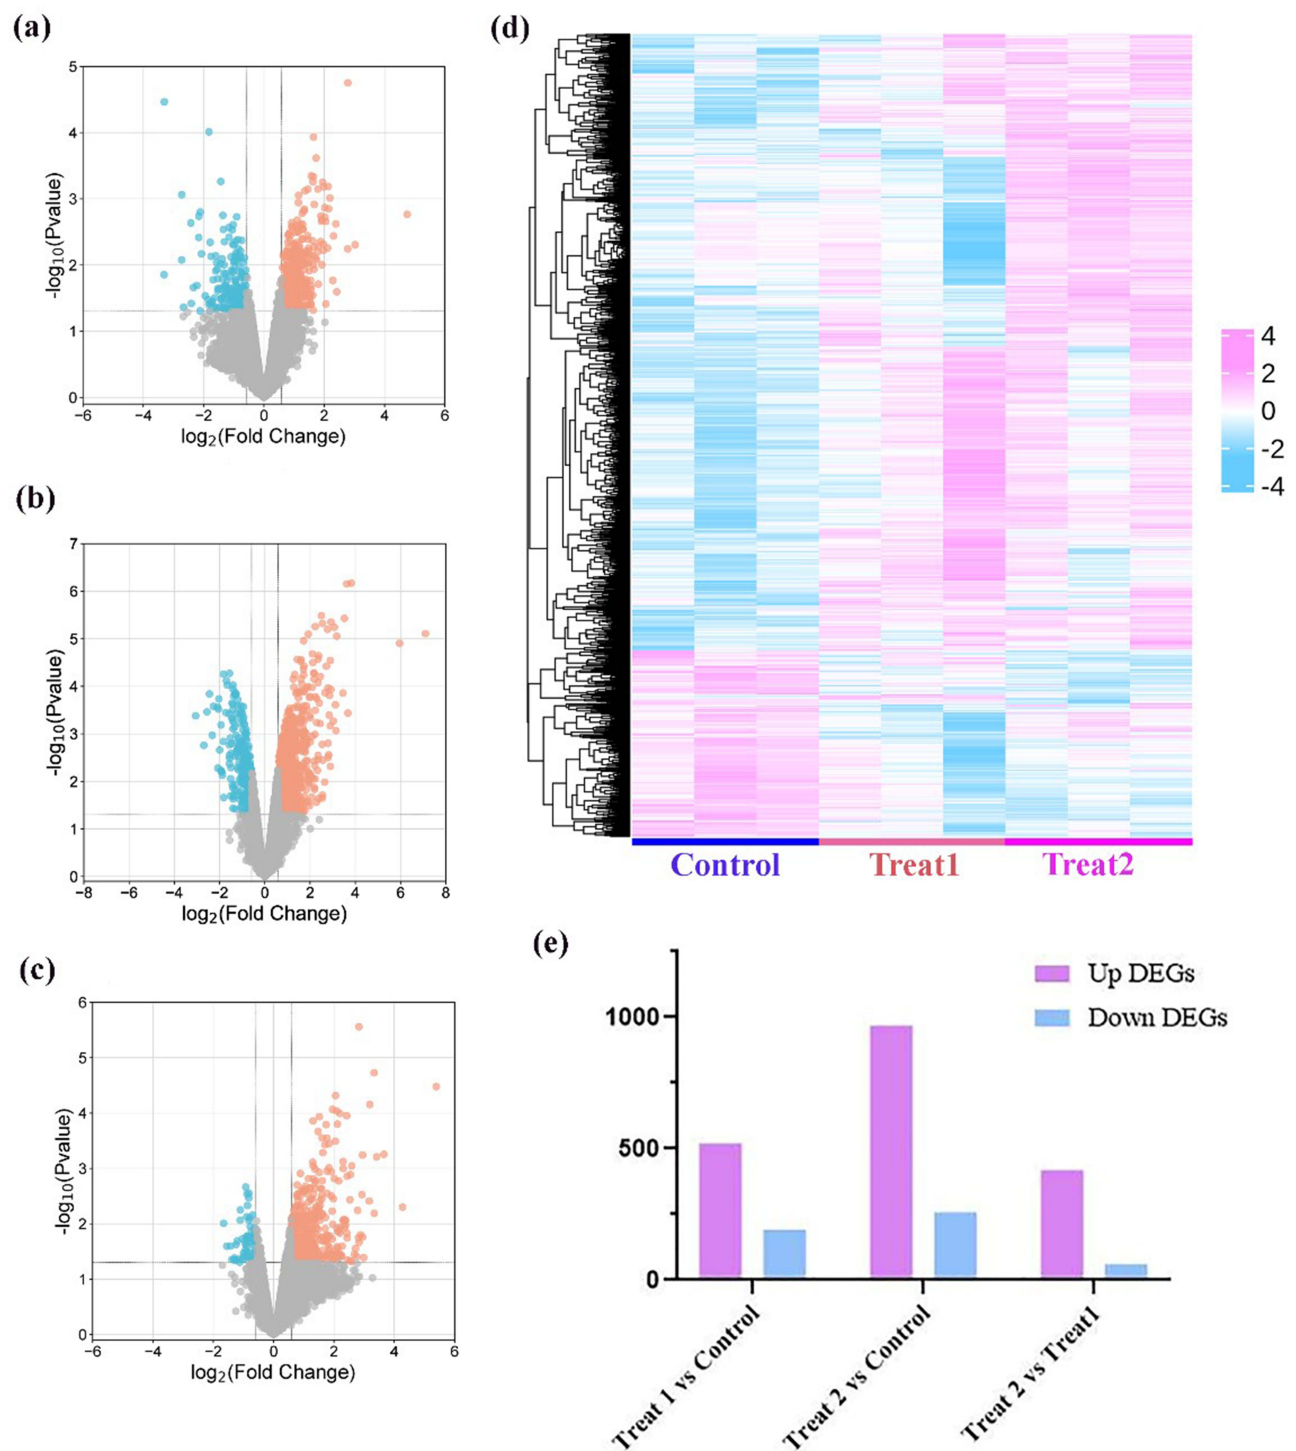 (a)
5
4
3
2
1
0
-log10(Pvalue)
−6 −4 −2 0 2 4 6
log2(Fold Change)
(b)
7
6
5
4
3
2
1
0
-log10(Pvalue)
−8 −6 −4 −2 0 2 4 6 8
log2(Fold Change)
(c)
6
5
4
3
2
1
0
-log10(Pvalue)
−6 −4 −2 0 2 4 6
log2(Fold Change)
(d)
4
2
0
-2
-4
Control Treat1 Treat2
(e)
Up DEGs
Down DEGs
1000
500
0
Treat 1 vs Control
Treat 2 vs Control
Treat 2 vs Treat1